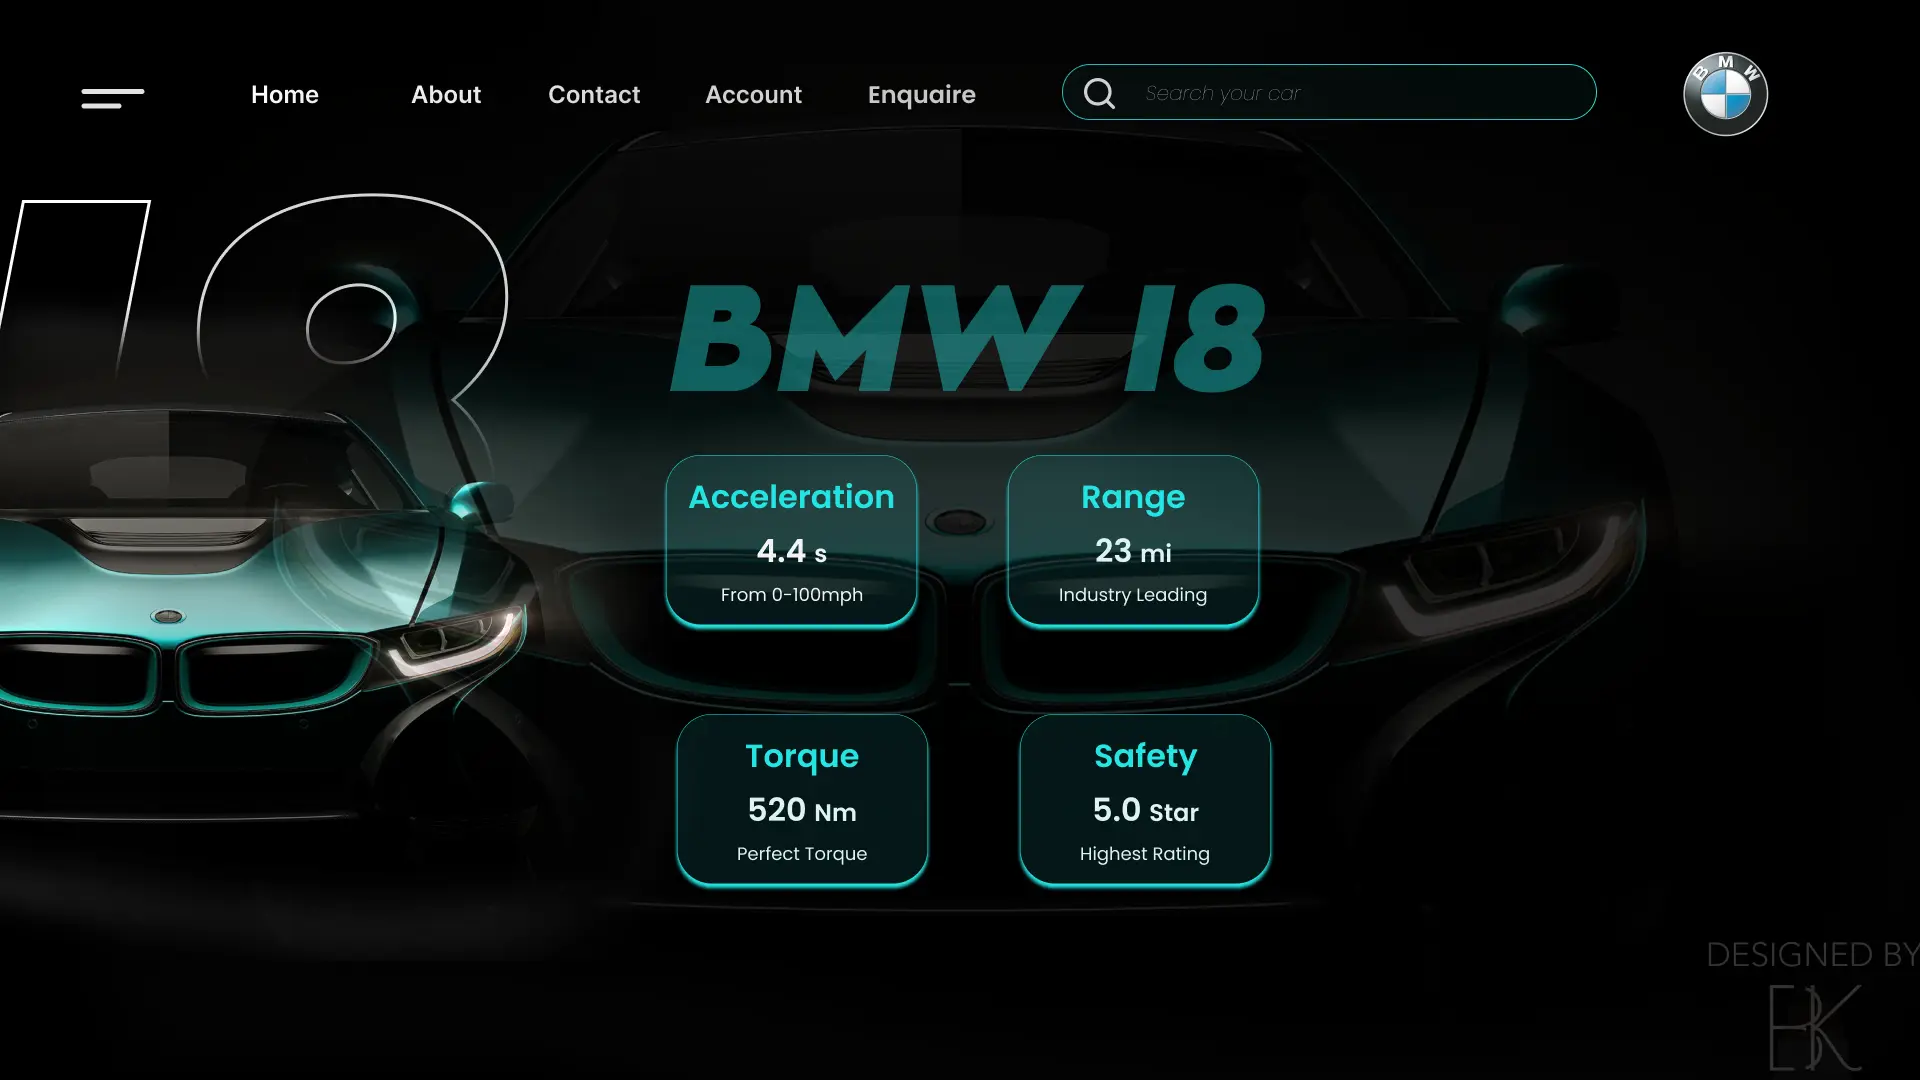 Home
About
Contact
Account
Enquaire
Search your car
BMW
I8
BMW I8
Acceleration
4.4 s
From 0-100mph
Range
23 mi
Industry Leading
Torque
520 Nm
Perfect Torque
Safety
5.0 Star
Highest Rating
DESIGNED BY